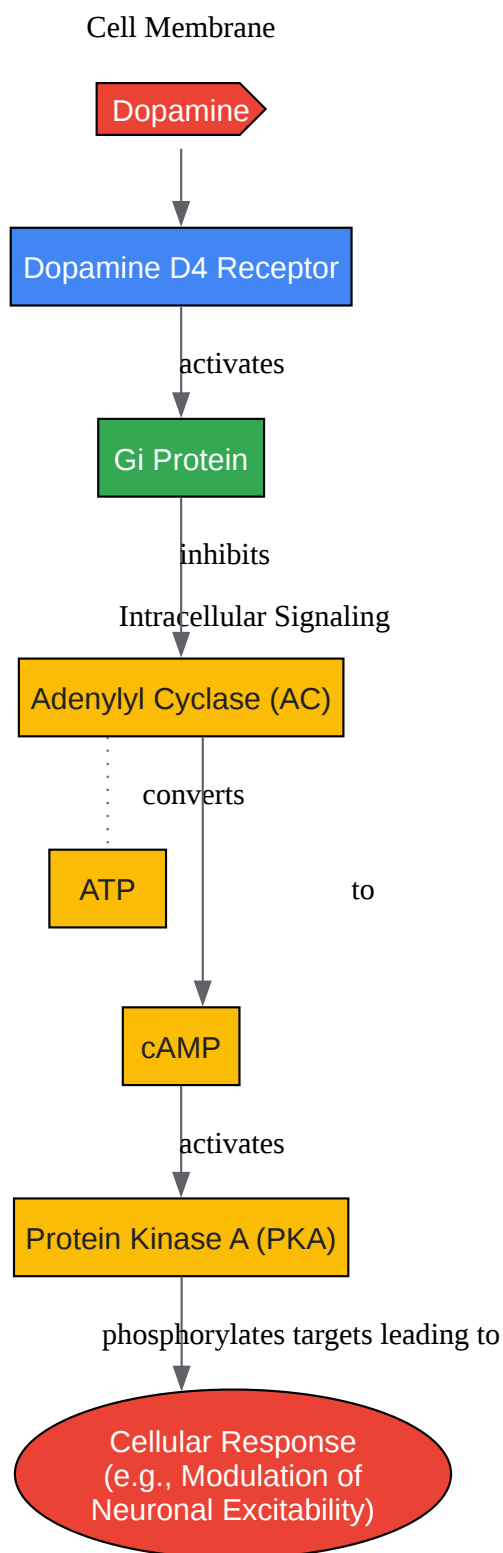 Cell Membrane
Dopamine
Dopamine D4 Receptor
activates
Gi Protein
inhibits
Intracellular Signaling
Adenylyl Cyclase (AC)
converts
ATP
to
cAMP
activates
Protein Kinase A (PKA)
phosphorylates targets leading to
Cellular Response
(e.g., Modulation of
Neuronal Excitability)